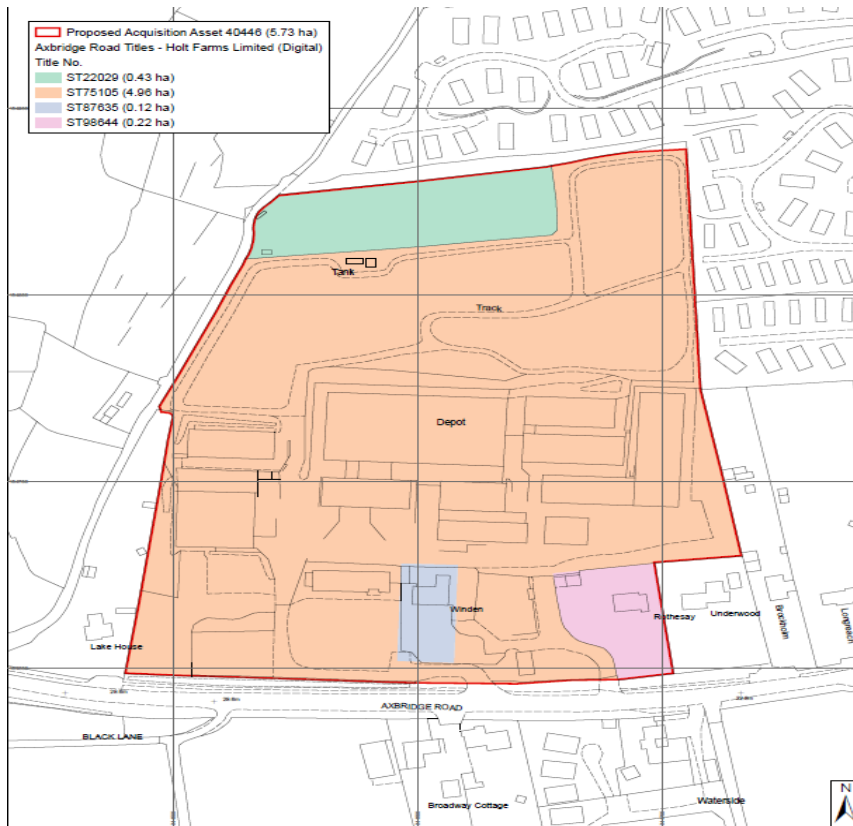 Proposed Acquisition Asset 40446 (5.73 ha)
Axbridge Road Titles - Holt Farms Limited (Digital)
Title No.
ST22029 (0.43 ha)
ST75105 (4.96 ha)
ST87635 (0.12 ha)
ST98644 (0.22 ha)
Tank
Track
Depot
Winden
Rothesay
Underwood
Brockholm
Lake House
AXBRIDGE ROAD
BLACK LANE
Broadway Cottage
Waterside
N